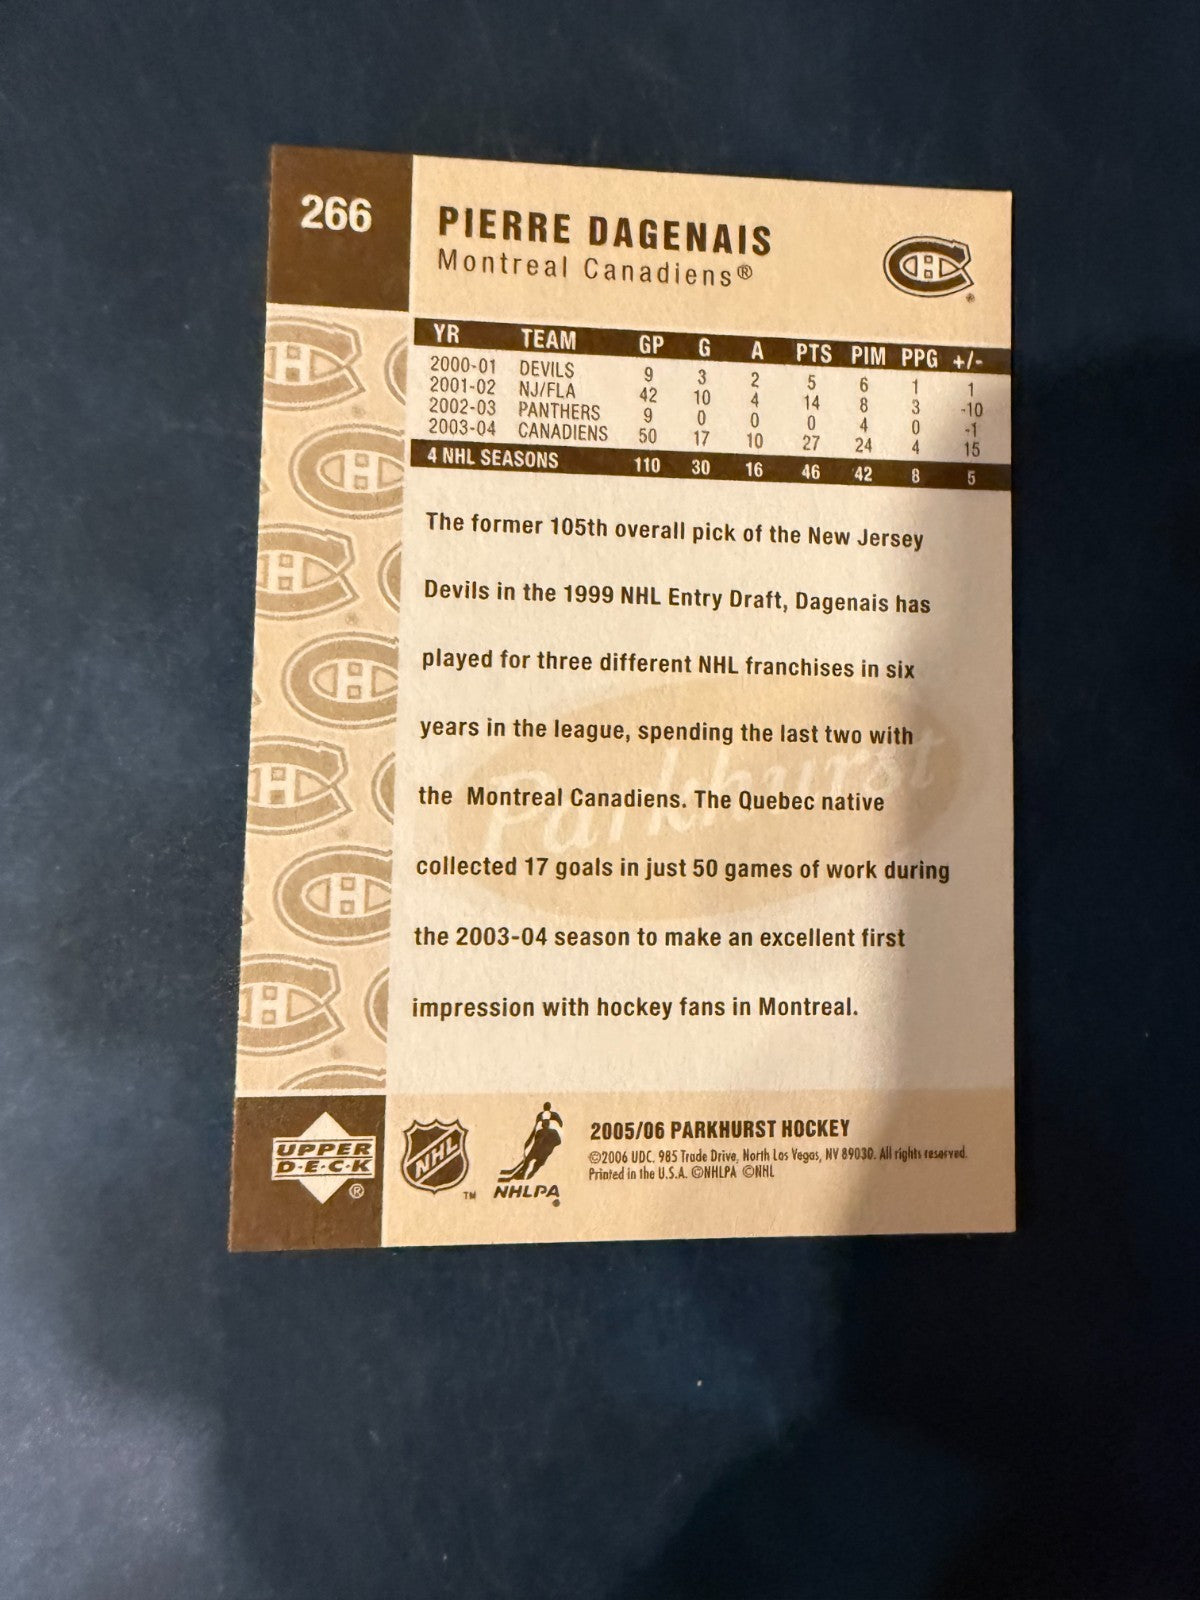 266
PIERRE DAGENAIS
Montreal Canadiens®
YR TEAM GP G A PTS PIM PPG +/-
2000-01 DEVILS 9 3 2 5 6 1 1
2001-02 NJ/FLA 42 10 4 14 8 3 -10
2002-03 PANTHERS 9 0 0 0 4 0 -1
2003-04 CANADIENS 50 17 10 27 24 4 15
4 NHL SEASONS 110 30 16 46 42 8 5
The former 105th overall pick of the New Jersey
Devils in the 1999 NHL Entry Draft, Dagenais has
played for three different NHL franchises in six
years in the league, spending the last two with
the Montreal Canadiens. The Quebec native
collected 17 goals in just 50 games of work during
the 2003-04 season to make an excellent first
impression with hockey fans in Montreal.
Parkhurst
UPPER
D·E·C·K
®
NHL
TM
NHLPA
®
2005/06 PARKHURST HOCKEY
©2006 UDC. 985 Trade Drive, North Las Vegas, NV 89030. All rights reserved.
Printed in the U.S.A. ©NHLPA ©NHL